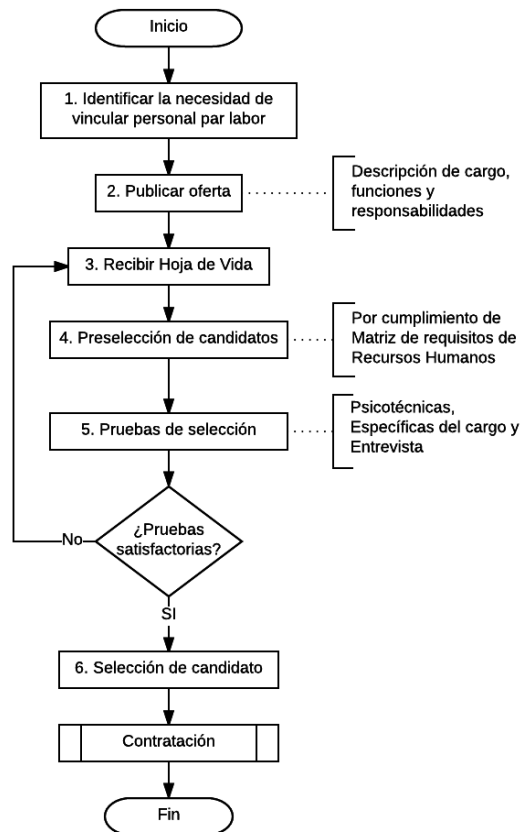 Inicio
1. Identificar la necesidad de
vincular personal par labor
2. Publicar oferta
Descripción de cargo,
funciones y
responsabilidades
3. Recibir Hoja de Vida
4. Preselección de candidatos
Por cumplimiento de
Matriz de requisitos de
Recursos Humanos
5. Pruebas de selección
Psicotécnicas,
Específicas del cargo y
Entrevista
¿Pruebas
satisfactorias?
No
SI
6. Selección de candidato
Contratación
Fin